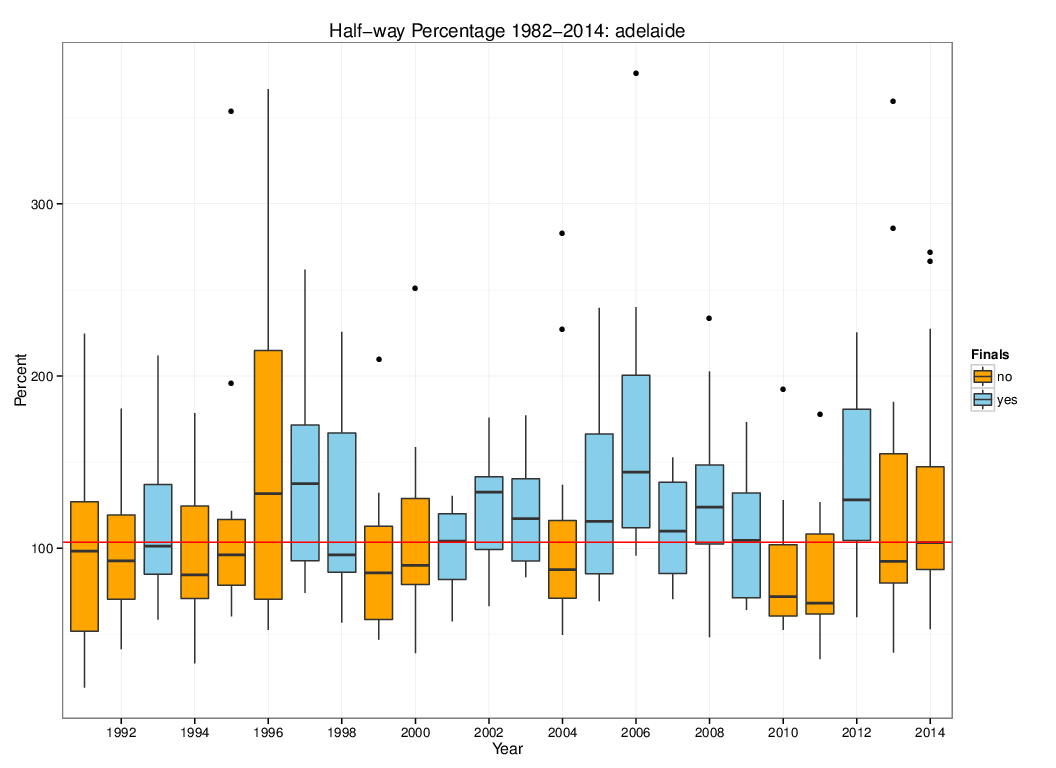 Half−way Percentage 1982−2014: adelaide
300
200
100
Percent
1992 1994 1996 1998 2000 2002 2004 2006 2008 2010 2012 2014
Year
Finals
no
yes